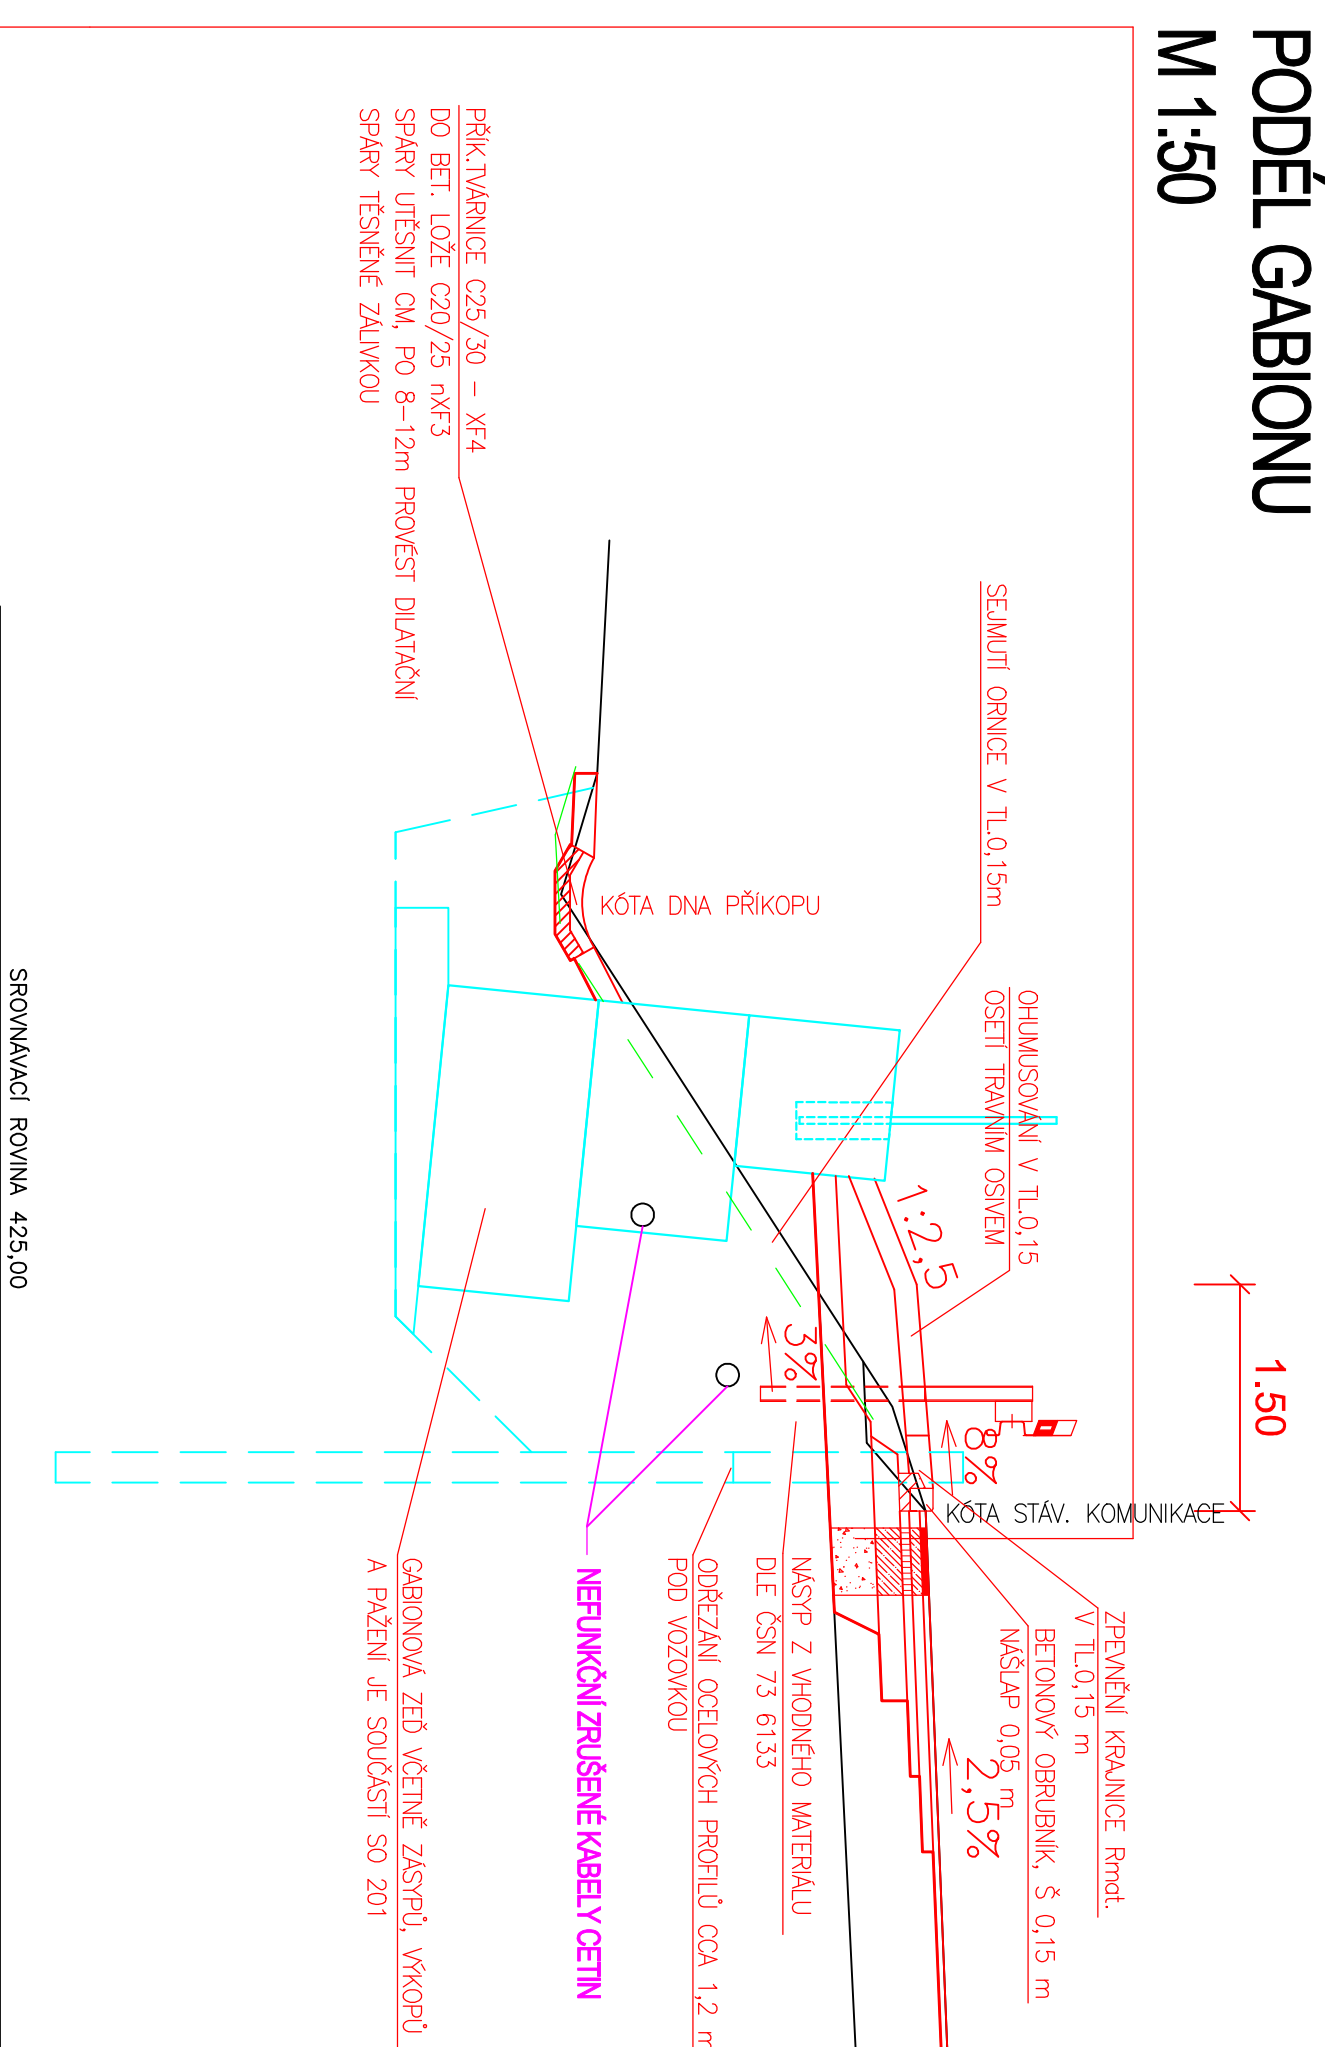 PODÉL GABIONU
M 1:50
1.50
SEJMUTÍ ORNICE V TL.0,15m
OHUMUSOVÁNÍ V TL.0,15
OSETÍ TRAVNÍM OSIVEM
1:2,5
3%
8%
2,5%
KÓTA STÁV. KOMUNIKACE
KÓTA DNA PŘÍKOPU
PŘÍK.TVÁRNICE C25/30 – XF4
DO BET. LOŽE C20/25 nXF3
SPÁRY UTĚSNIT CM, PO 8–12m PROVÉST DILATAČNÍ
SPÁRY TĚSNĚNÉ ZÁLIVKOU
ZPEVNĚNÍ KRAJNICE Rmat.
V TL.0,15 m
BETONOVÝ OBRUBNÍK, Š 0,15 m
NÁŠLAP 0,05 m
NÁSYP Z VHODNÉHO MATERIÁLU
DLE ČSN 73 6133
ODŘEZÁNÍ OCELOVÝCH PROFILŮ CCA 1,2 m
POD VOZOVKOU
NEFUNKČNÍ ZRUŠENÉ KABELY CETIN
GABIONOVÁ ZEĎ VČETNĚ ZÁSYPŮ, VÝKOPŮ
A PAŽENÍ JE SOUČÁSTÍ SO 201
SROVNÁVACÍ ROVINA 425,00